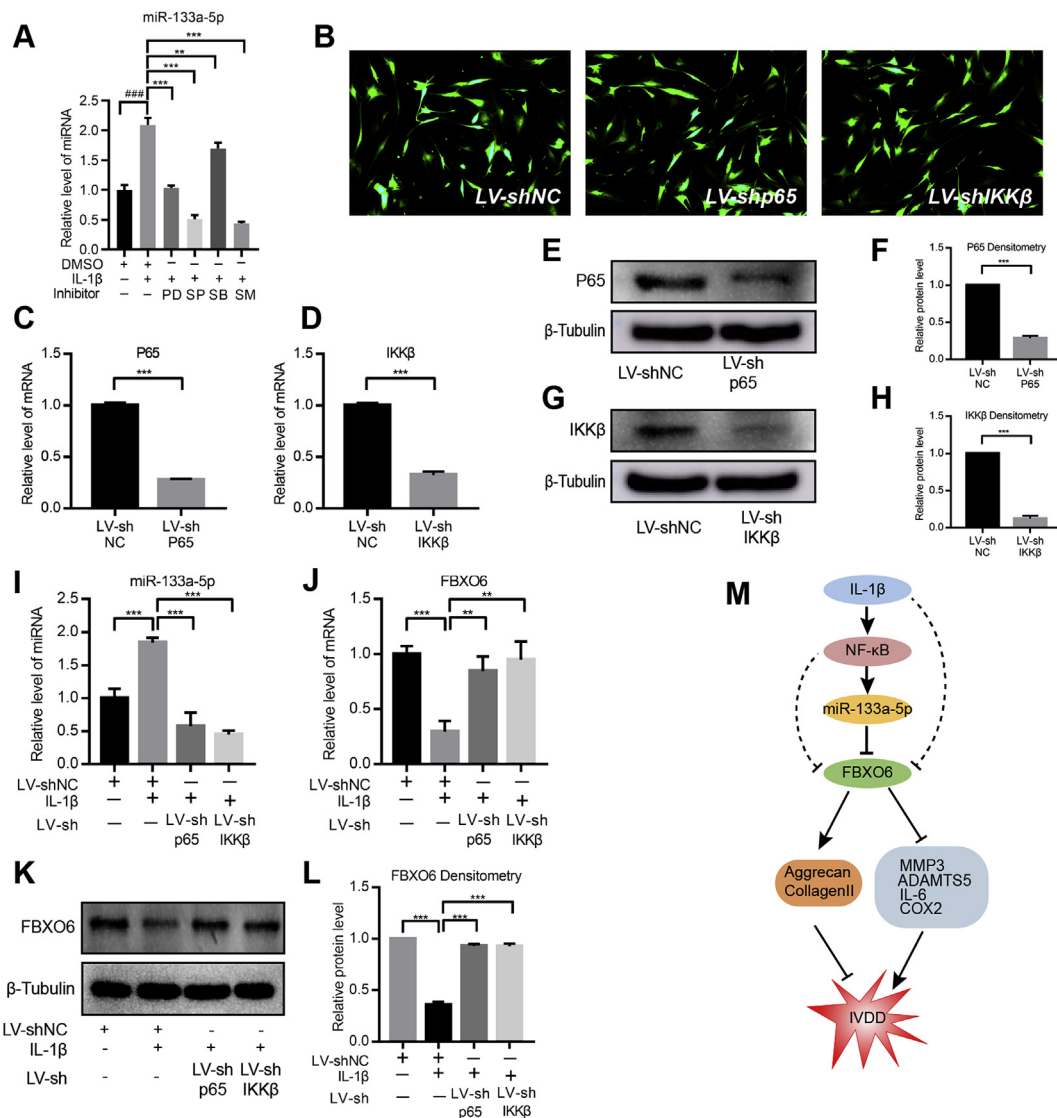 A
miR-133a-5p
***
**
***
***
###
Relative level of miRNA
2.5
2.0
1.5
1.0
0.5
0.0
DMSO + + – – – –
IL-1β – + + + + +
Inhibitor – – PD SP SB SM
B
LV-shNC
LV-shp65
LV-shIKKβ
C
P65
***
Relative level of mRNA
1.5
1.0
0.5
0.0
LV-sh NC
LV-sh P65
D
IKKβ
***
Relative level of mRNA
1.5
1.0
0.5
0.0
LV-sh NC
LV-sh IKKβ
E
P65
β-Tubulin
LV-shNC
LV-sh
p65
F
P65 Densitometry
***
Relative protein level
1.5
1.0
0.5
0.0
LV-sh NC
LV-sh P65
G
IKKβ
β-Tubulin
LV-shNC
LV-sh
IKKβ
H
IKKβ Densitometry
***
Relative protein level
1.5
1.0
0.5
0.0
LV-sh NC
LV-sh IKKβ
I
miR-133a-5p
***
*** ***
Relative level of miRNA
2.5
2.0
1.5
1.0
0.5
0.0
LV-shNC + + – –
IL-1β – + + +
LV-sh – – LV-sh p65 LV-sh IKKβ
J
FBXO6
**
*** **
Relative level of mRNA
1.5
1.0
0.5
0.0
LV-shNC + + – –
IL-1β – + + +
LV-sh – – LV-sh p65 LV-sh IKKβ
K
FBXO6
β-Tubulin
LV-shNC + + - -
IL-1β - + + +
LV-sh - - LV-sh p65 LV-sh IKKβ
L
FBXO6 Densitometry
***
*** ***
Relative protein level
1.5
1.0
0.5
0.0
LV-shNC + + – –
IL-1β – + + +
LV-sh – – LV-sh p65 LV-sh IKKβ
M
IL-1β
NF-κB
miR-133a-5p
FBXO6
Aggrecan
CollagenII
MMP3
ADAMTS5
IL-6
COX2
IVDD